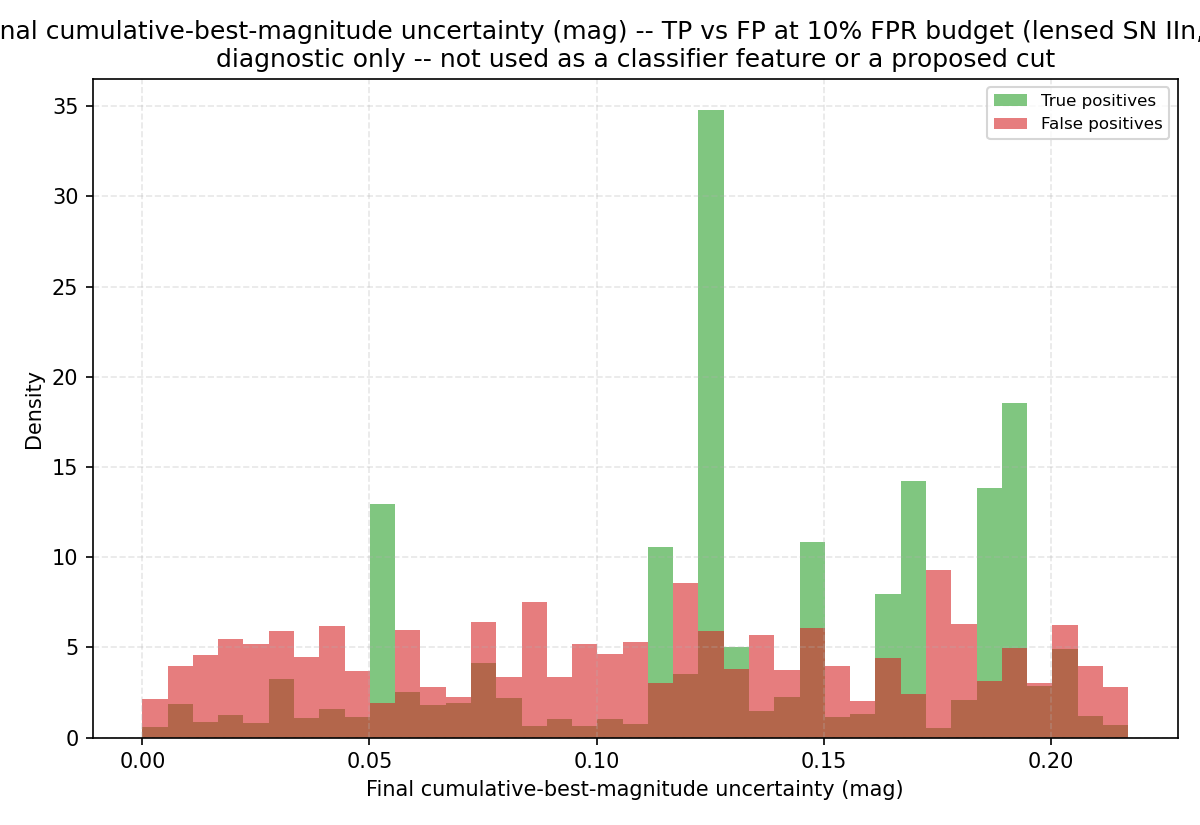 nal cumulative-best-magnitude uncertainty (mag) -- TP vs FP at 10% FPR budget (lensed SN IIn,
diagnostic only -- not used as a classifier feature or a proposed cut
True positives
False positives
35
30
25
20
15
10
5
0
Density
0.00 0.05 0.10 0.15 0.20
Final cumulative-best-magnitude uncertainty (mag)